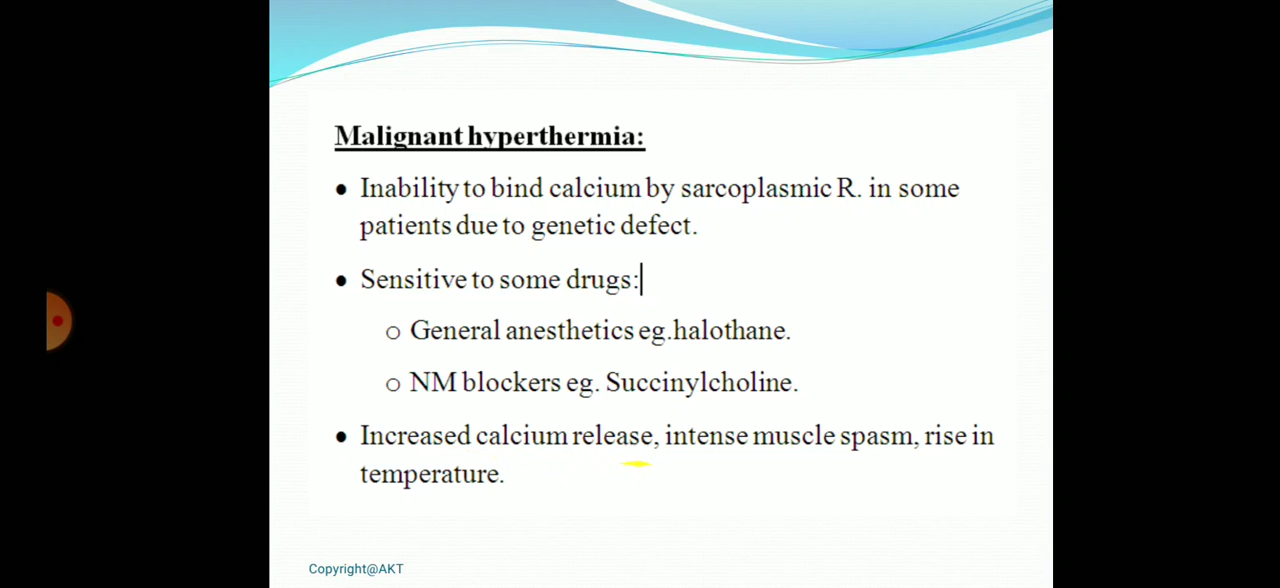 Malignant hyperthermia:
• Inability to bind calcium by sarcoplasmic R. in some
patients due to genetic defect.
• Sensitive to some drugs:
o General anesthetics eg.halothane.
o NM blockers eg. Succinylcholine.
• Increased calcium release, intense muscle spasm, rise in
temperature.
Copyright@AKT